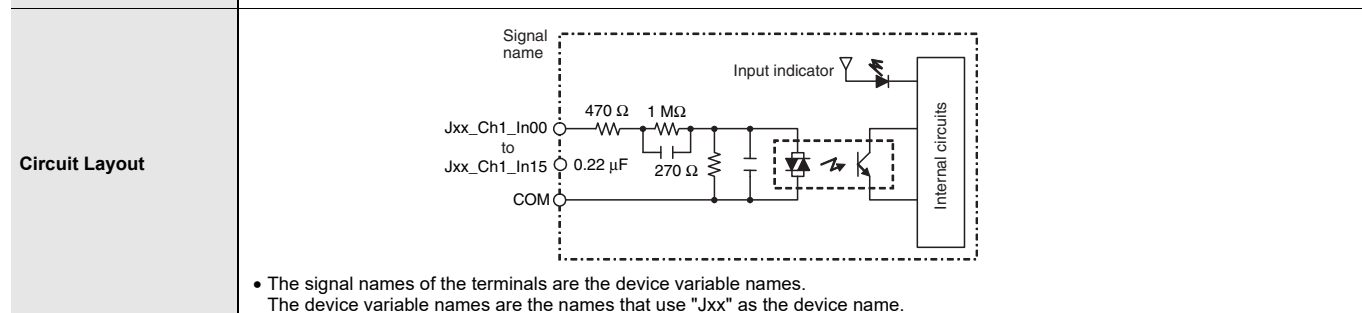 Circuit Layout
Signal
name
Input indicator
470 Ω 1 MΩ
Jxx_Ch1_In00
to
Jxx_Ch1_In15 0.22 µF 270 Ω
COM
Internal circuits
• The signal names of the terminals are the device variable names.
The device variable names are the names that use "Jxx" as the device name.